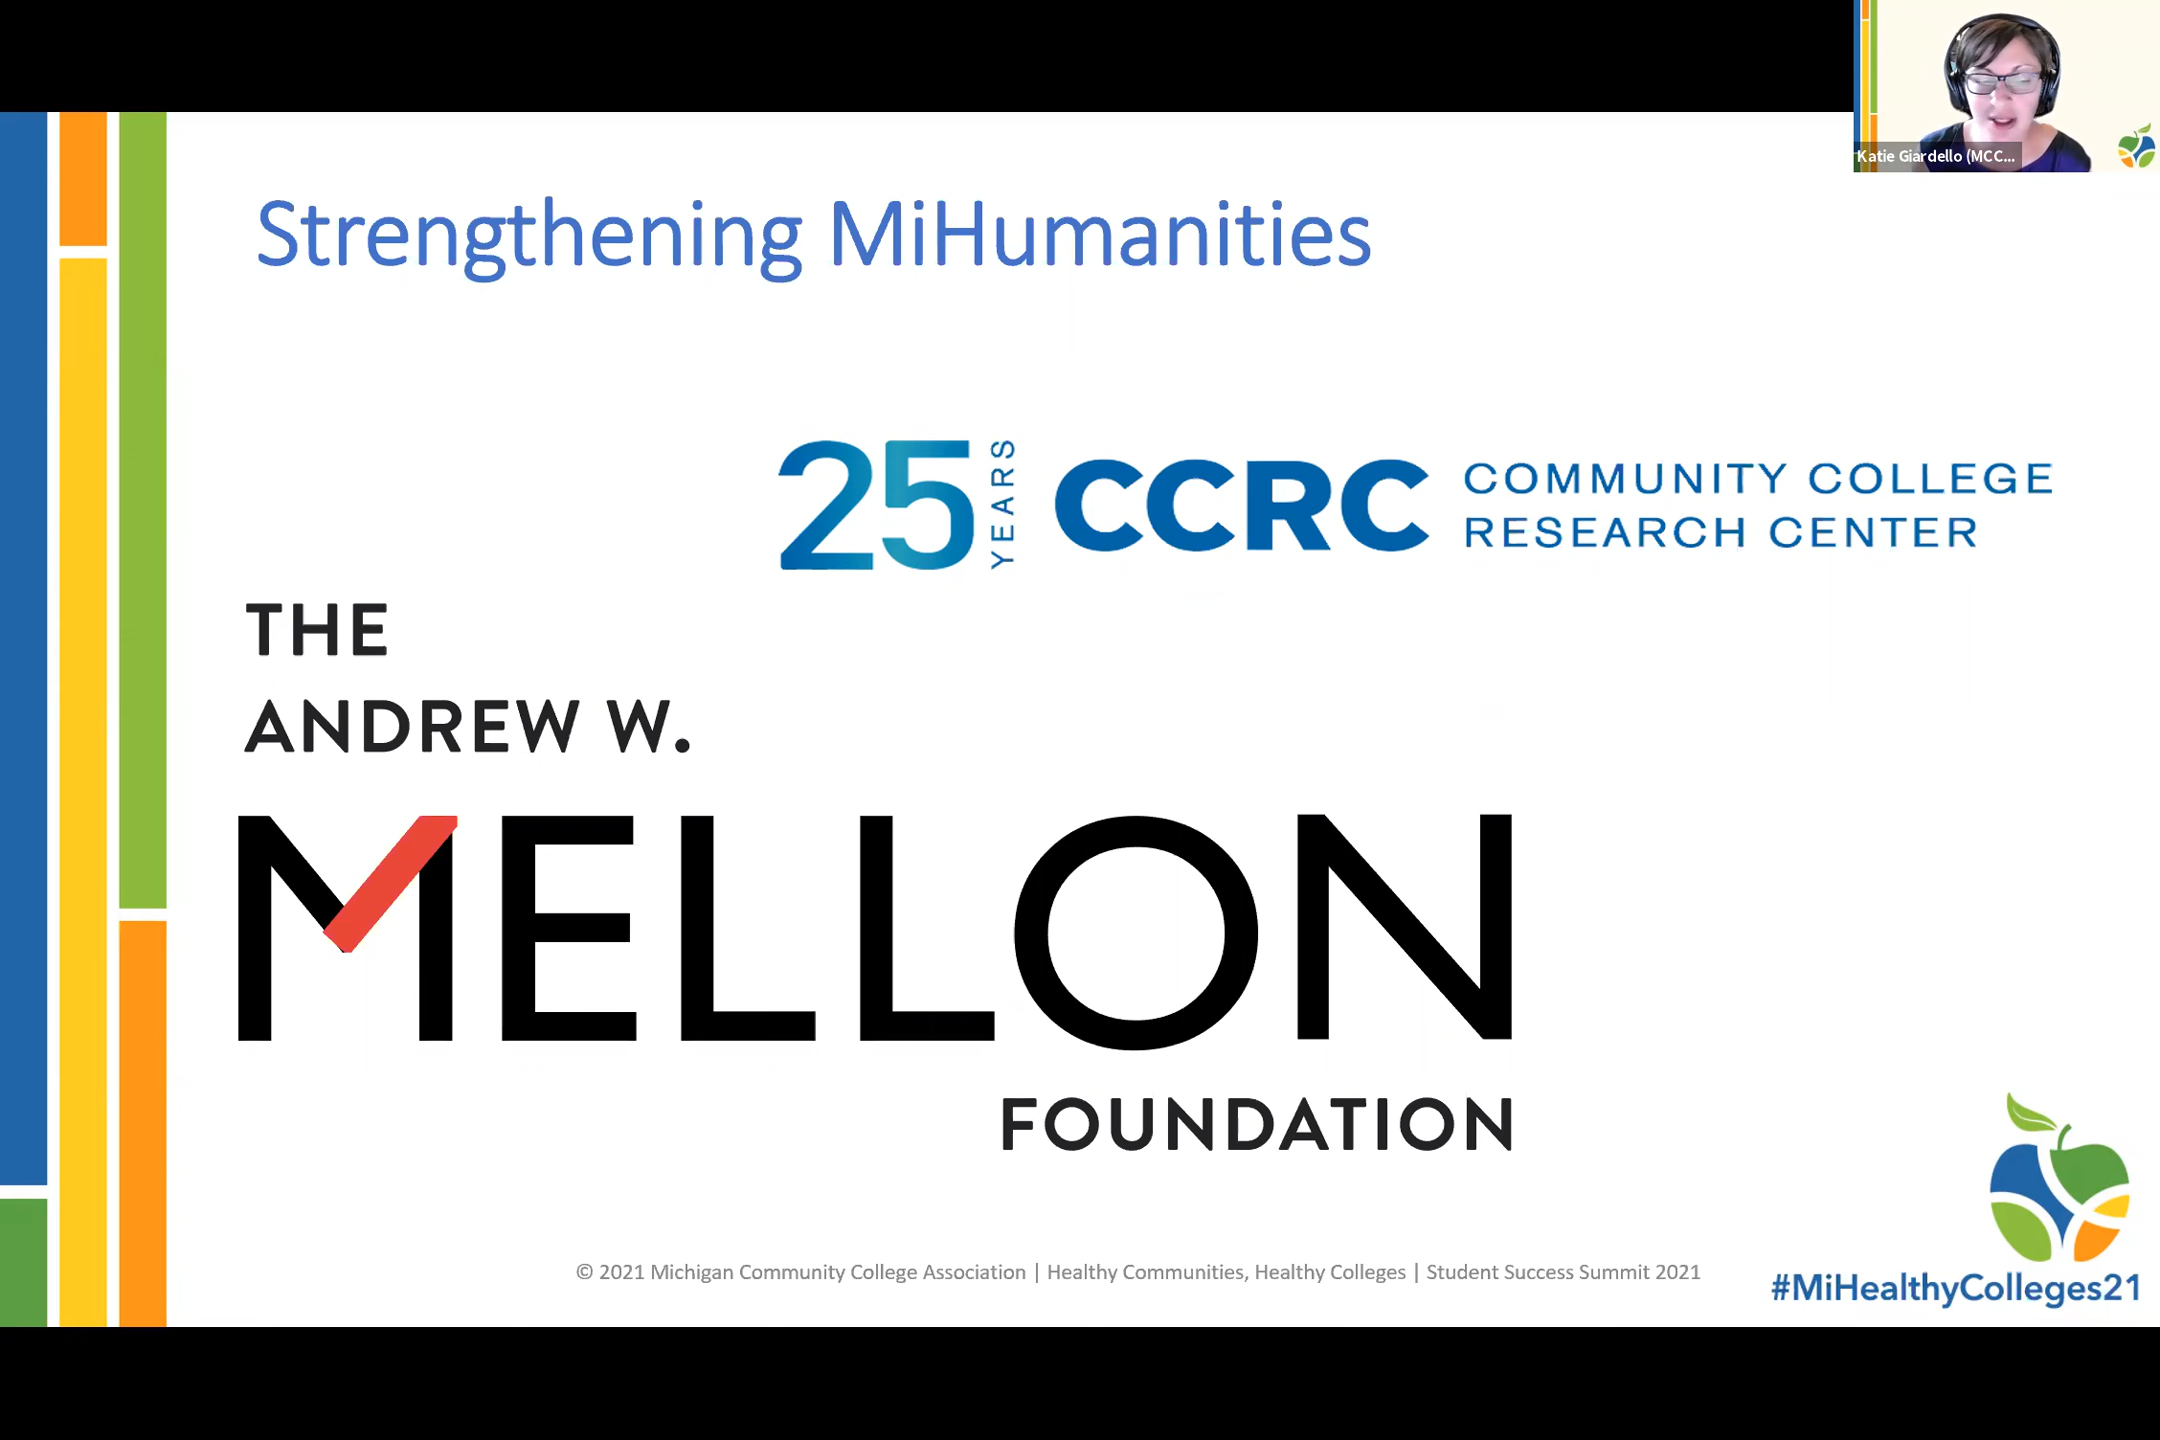 Katie Giardello (MCC...
Strengthening MiHumanities
25 YEARS CCRC COMMUNITY COLLEGE
RESEARCH CENTER
THE
ANDREW W.
MELLON
FOUNDATION
© 2021 Michigan Community College Association | Healthy Communities, Healthy Colleges | Student Success Summit 2021
#MiHealthyColleges21